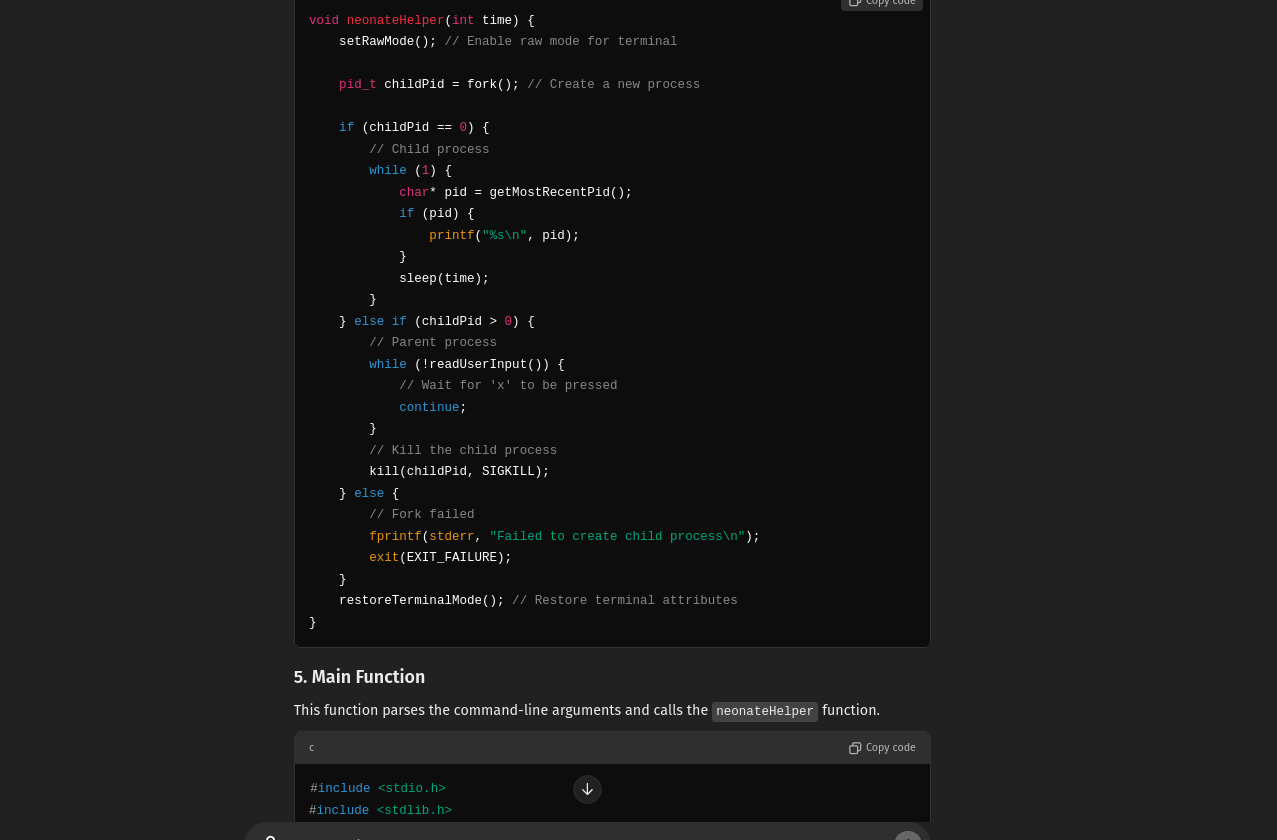 Copy code
void neonateHelper(int time) {
    setRawMode(); // Enable raw mode for terminal
    pid_t childPid = fork(); // Create a new process
    if (childPid == 0) {
        // Child process
        while (1) {
            char* pid = getMostRecentPid();
            if (pid) {
                printf("%s\n", pid);
            }
            sleep(time);
        }
    } else if (childPid > 0) {
        // Parent process
        while (!readUserInput()) {
            // Wait for 'x' to be pressed
            continue;
        }
        // Kill the child process
        kill(childPid, SIGKILL);
    } else {
        // Fork failed
        fprintf(stderr, "Failed to create child process\n");
        exit(EXIT_FAILURE);
    }
    restoreTerminalMode(); // Restore terminal attributes
}
5. Main Function
This function parses the command-line arguments and calls the neonateHelper function.
c Copy code
#include <stdio.h>
#include <stdlib.h>